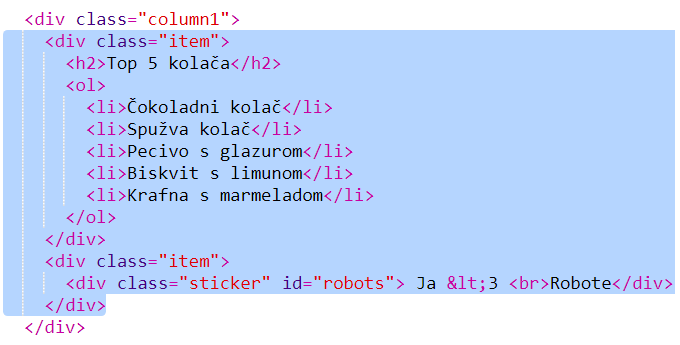 <div class="column1">
<div class="item">
<h2>Top 5 kolača</h2>
<ol>
<li>Čokoladni kolač</li>
<li>Spužva kolač</li>
<li>Pecivo s glazurom</li>
<li>Biskvit s limunom</li>
<li>Krafna s marmeladom</li>
</ol>
</div>
<div class="item">
<div class="sticker" id="robots"> Ja &lt;3 <br>Robote</div>
</div>
</div>